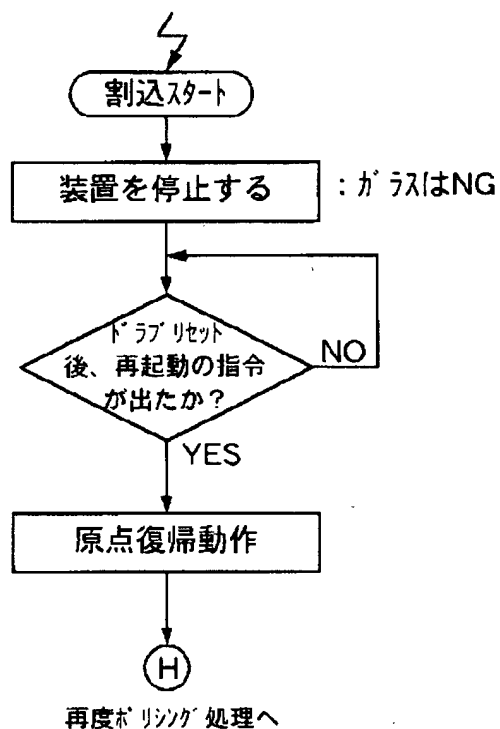 割込スタート
装置を停止する
:ガラスはNG
ドラブリセット
後、再起動の指令
が出たか?
NO
YES
原点復帰動作
H
再度ポリシング処理へ